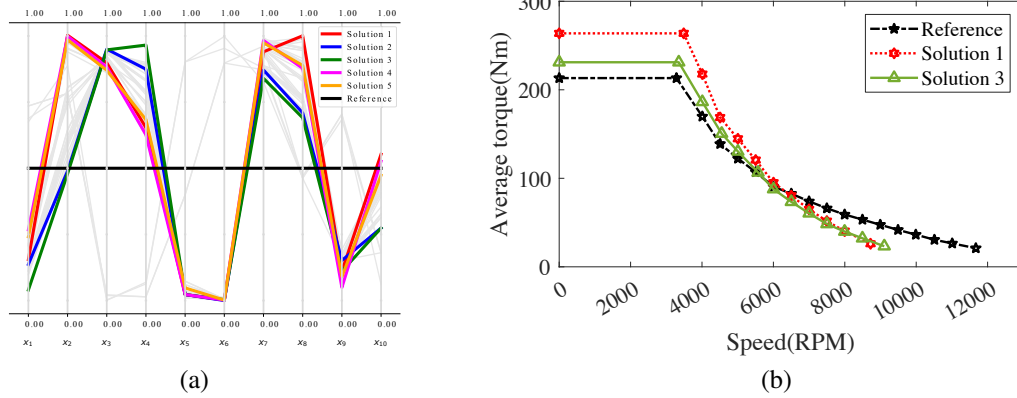 1.00 1.00 1.00 1.00 1.00 1.00 1.00 1.00 1.00 1.00
Solution 1
Solution 2
Solution 3
Solution 4
Solution 5
Reference
0.00 0.00 0.00 0.00 0.00 0.00 0.00 0.00 0.00 0.00
x1 x2 x3 x4 x5 x6 x7 x8 x9 x10
(a)
Average torque(Nm)
300
200
100
0
Reference
Solution 1
Solution 3
0 2000 4000 6000 8000 10000 12000
Speed(RPM)
(b)